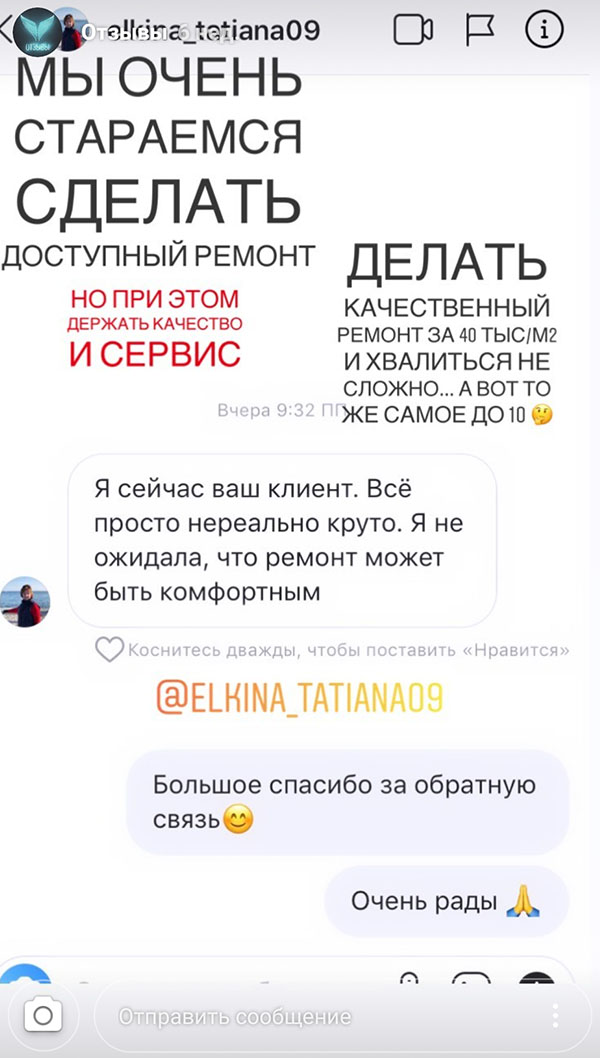 Отзывы 6 нед.
elkina_tetiana09
МЫ ОЧЕНЬ
СТАРАЕМСЯ
СДЕЛАТЬ
ДОСТУПНЫЙ РЕМОНТ
НО ПРИ ЭТОМ
ДЕРЖАТЬ КАЧЕСТВО
И СЕРВИС
ДЕЛАТЬ
КАЧЕСТВЕННЫЙ
РЕМОНТ ЗА 40 ТЫС/М2
И ХВАЛИТЬСЯ НЕ
СЛОЖНО... А ВОТ ТО
ЖЕ САМОЕ ДО 10 🤔
Вчера 9:32 ПП
Я сейчас ваш клиент. Всё
просто нереально круто. Я не
ожидала, что ремонт может
быть комфортным
Коснитесь дважды, чтобы поставить «Нравится»
@ELKINA_TATIANA09
Большое спасибо за обратную
связь😊
Очень рады 🙏
Отправить сообщение